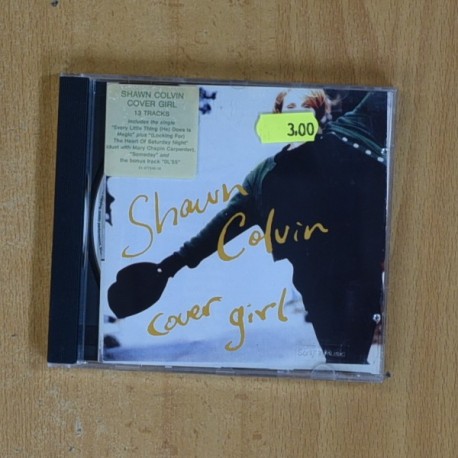 SHAWN COLVIN
COVER GIRL
13 TRACKS
Includes the single
"Every Little Thing (He) Does Is
Magic" plus "(Looking For)
The Heart Of Saturday Night"
(duet with Mary Chapin Carpenter),
"Someday" and
the bonus track "
3.00
Shawn
Colvin
cover girl
Music